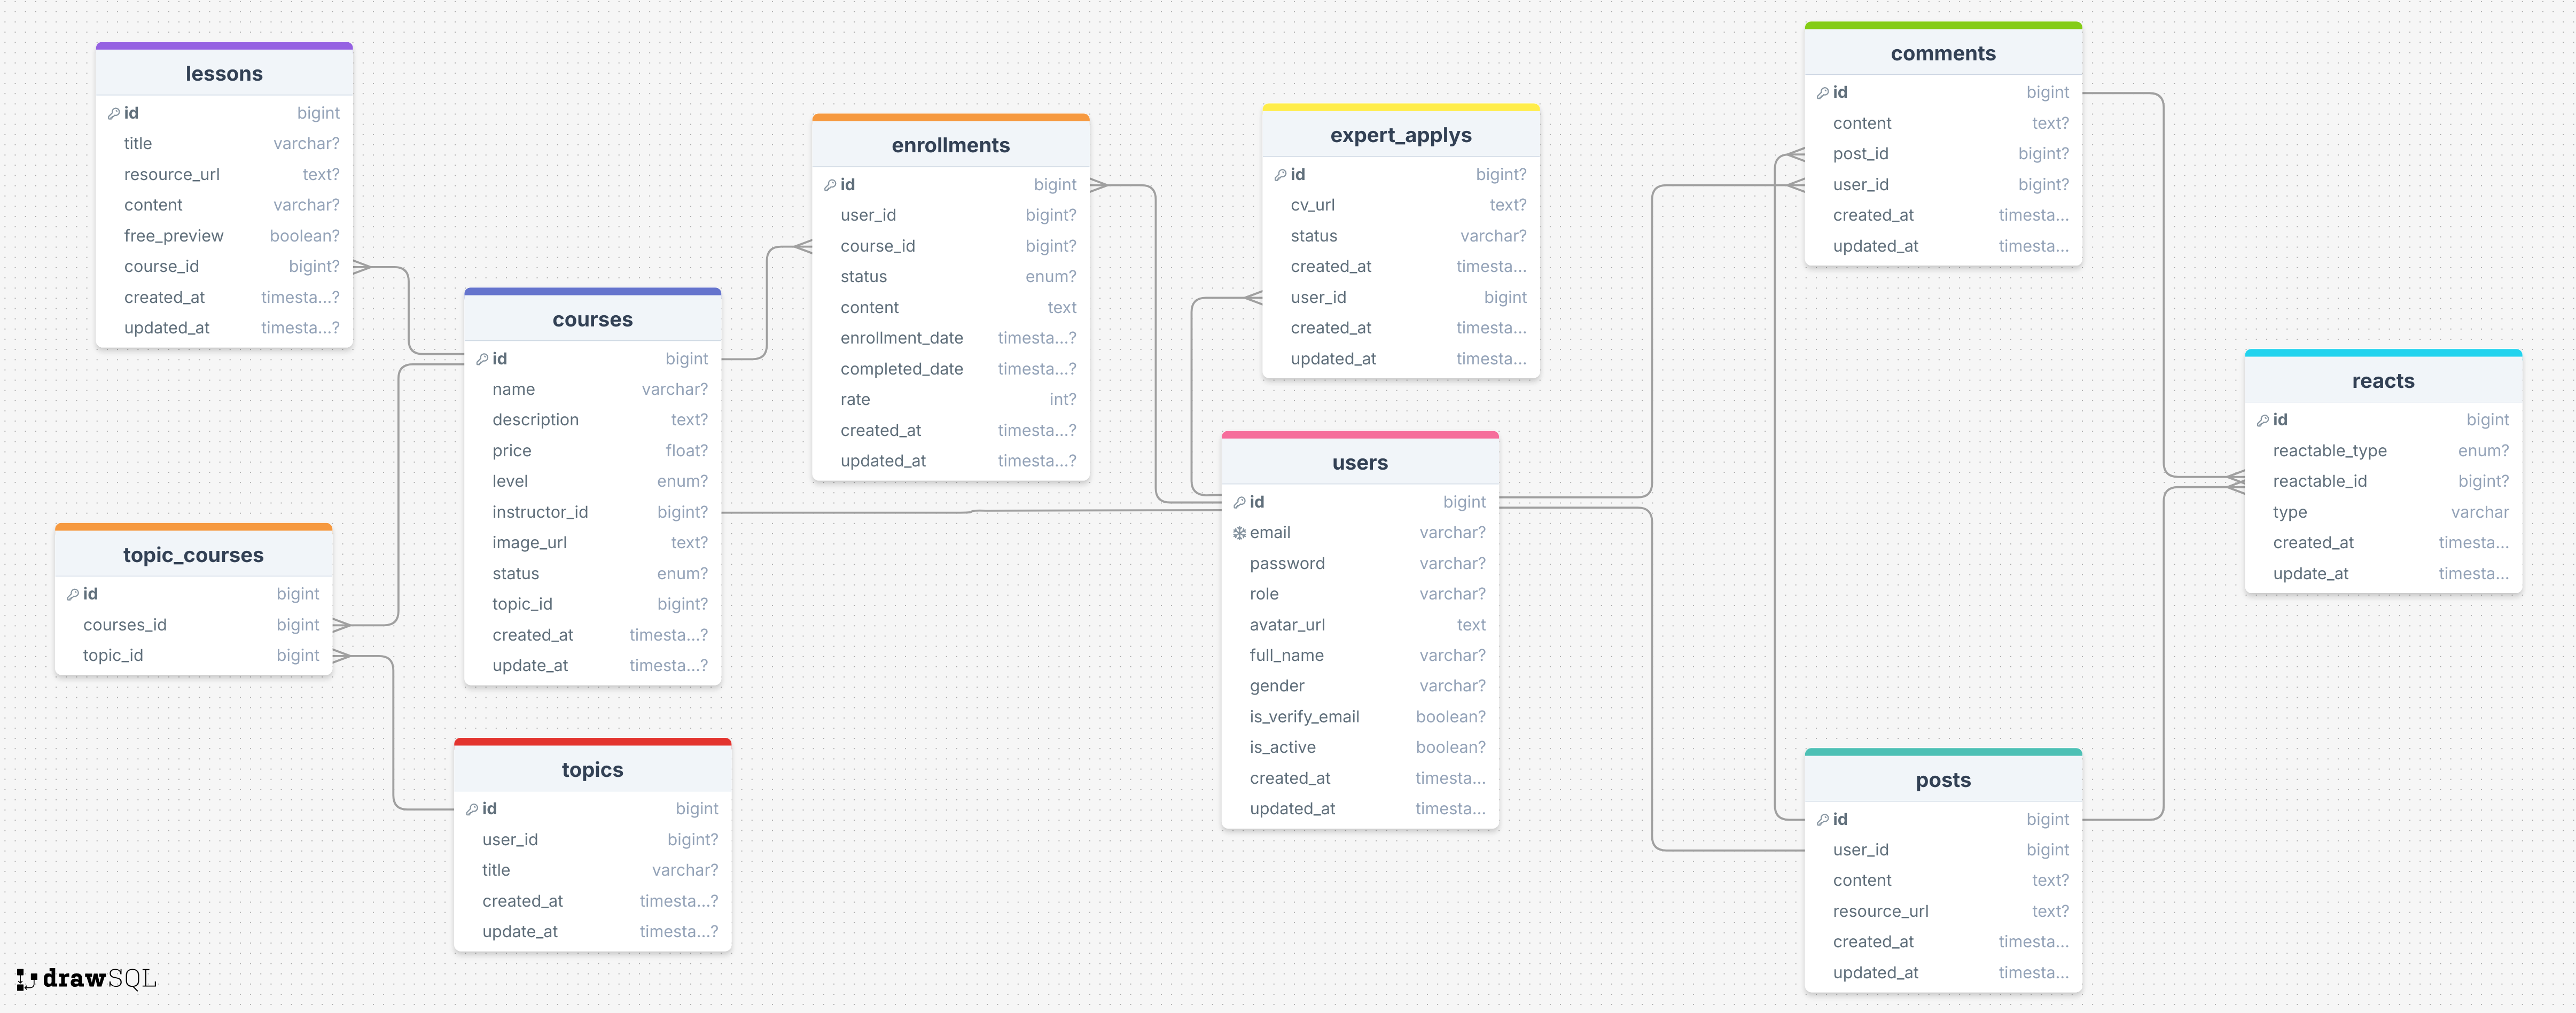 lessons
id bigint
title varchar?
resource_url text?
content varchar?
free_preview boolean?
course_id bigint?
created_at timesta...?
updated_at timesta...?
topic_courses
id bigint
courses_id bigint
topic_id bigint
courses
id bigint
name varchar?
description text?
price float?
level enum?
instructor_id bigint?
image_url text?
status enum?
topic_id bigint?
created_at timesta...?
update_at timesta...?
topics
id bigint
user_id bigint?
title varchar?
created_at timesta...?
update_at timesta...?
enrollments
id bigint
user_id bigint?
course_id bigint?
status enum?
content text
enrollment_date timesta...?
completed_date timesta...?
rate int?
created_at timesta...?
updated_at timesta...?
expert_applys
id bigint?
cv_url text?
status varchar?
created_at timesta...
user_id bigint
created_at timesta...
updated_at timesta...
users
id bigint
email varchar?
password varchar?
role varchar?
avatar_url text
full_name varchar?
gender varchar?
is_verify_email boolean?
is_active boolean?
created_at timesta...
updated_at timesta...
comments
id bigint
content text?
post_id bigint?
user_id bigint?
created_at timesta...
updated_at timesta...
posts
id bigint
user_id bigint
content text?
resource_url text?
created_at timesta...
updated_at timesta...
reacts
id bigint
reactable_type enum?
reactable_id bigint?
type varchar
created_at timesta...
update_at timesta...
drawSQL